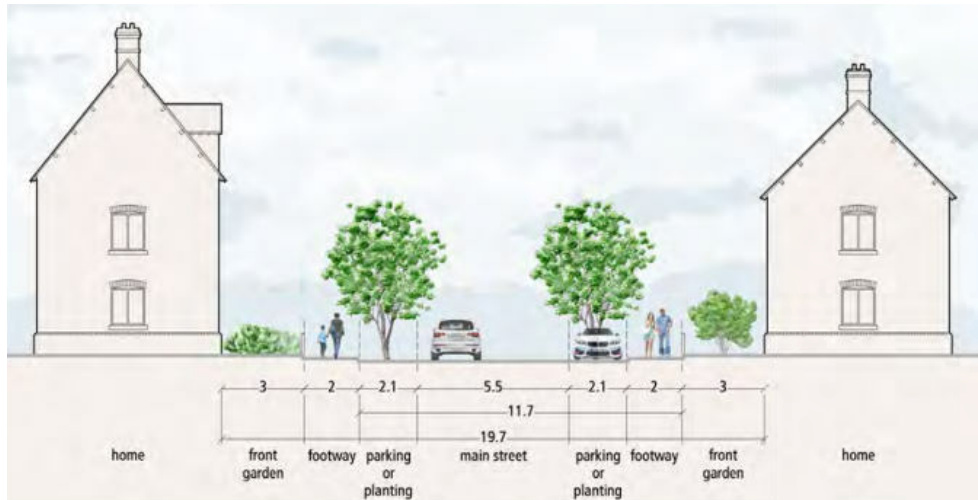 3 2 2.1 5.5 2.1 2 3
11.7
19.7
home front garden footway parking or planting main street parking or planting footway front garden home